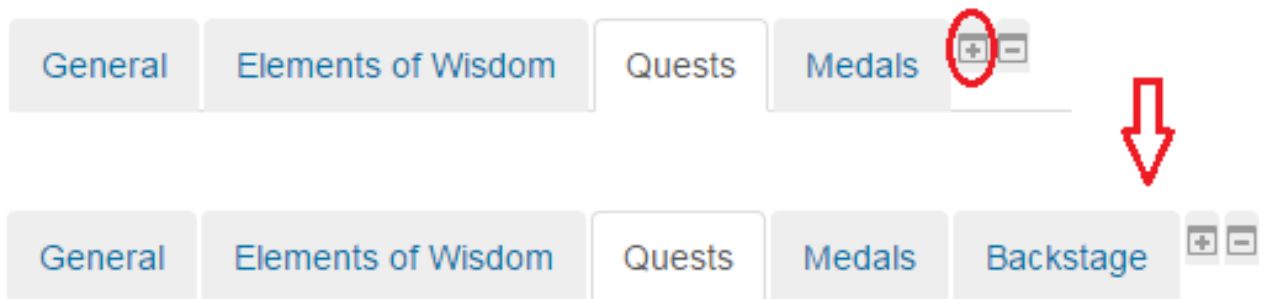 General Elements of Wisdom Quests Medals
General Elements of Wisdom Quests Medals Backstage